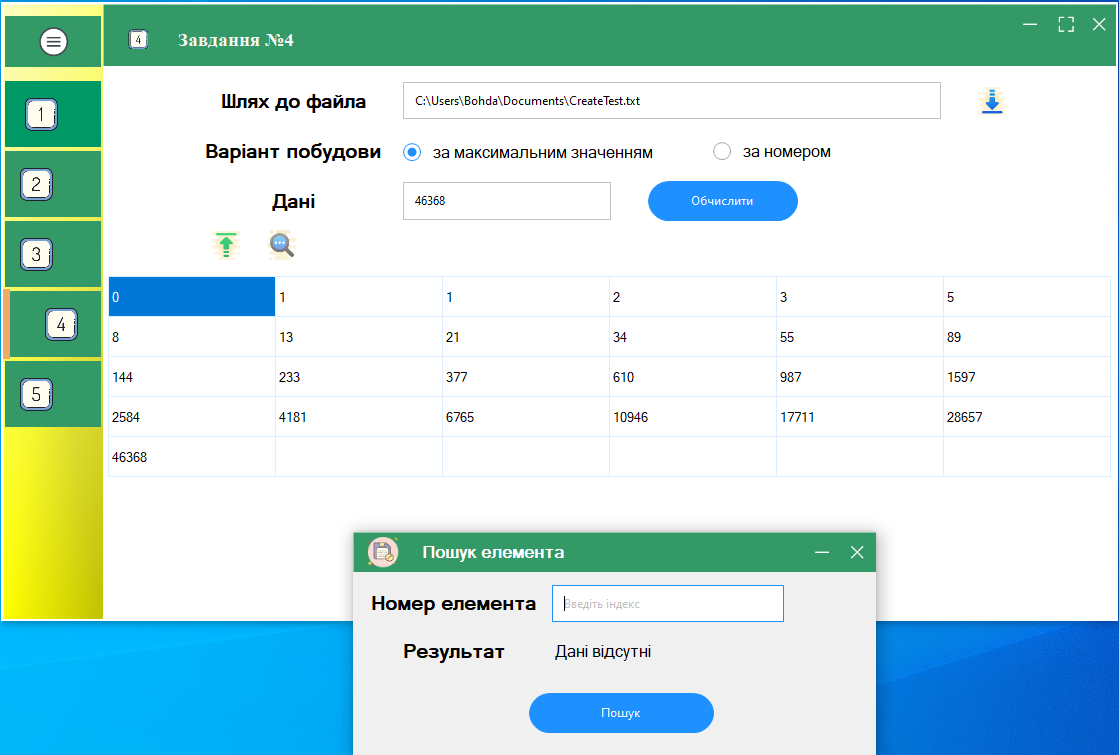 4 Завдання №4
1
2
3
4
5
Шлях до файла C:\Users\Bohda\Documents\CreateTest.txt
Варіант побудови за максимальним значенням за номером
Дані 46368 Обчислити
0 1 1 2 3 5
8 13 21 34 55 89
144 233 377 610 987 1597
2584 4181 6765 10946 17711 28657
46368
Пошук елемента
Номер елемента Введіть індекс
Результат Дані відсутні
Пошук